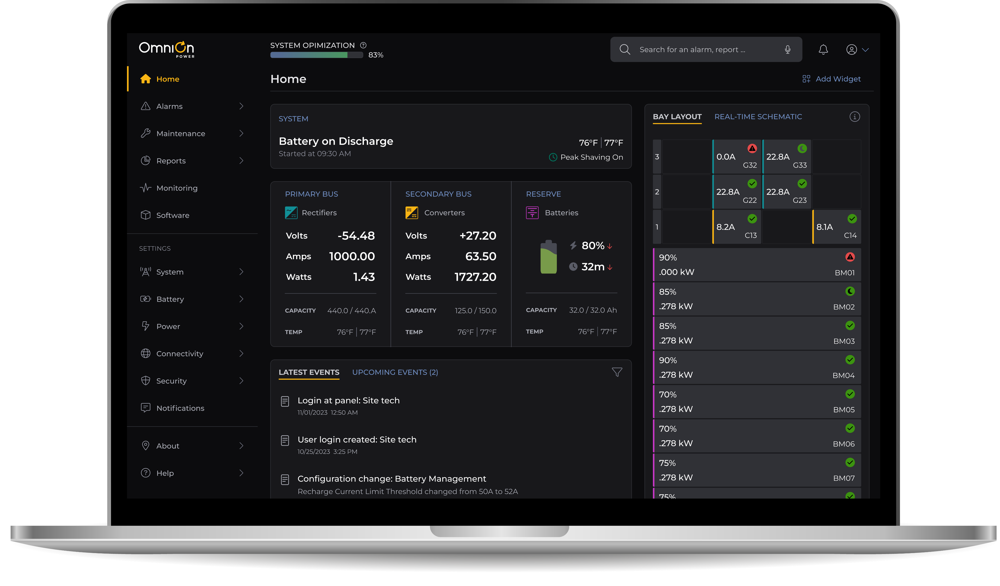 OmniOn
POWER
SYSTEM OPIMIZATION
83%
Search for an alarm, report ...
Home
Alarms
Maintenance
Reports
Monitoring
Software
SETTINGS
System
Battery
Power
Connectivity
Security
Notifications
About
Help
Home
Add Widget
SYSTEM
Battery on Discharge
Started at 09:30 AM
76°F | 77°F
Peak Shaving On
PRIMARY BUS
Rectifiers
Volts -54.48
Amps 1000.00
Watts 1.43
CAPACITY 440.0 / 440.A
TEMP 76°F | 77°F
SECONDARY BUS
Converters
Volts +27.20
Amps 63.50
Watts 1727.20
CAPACITY 125.0 / 150.0
TEMP 76°F | 77°F
RESERVE
Batteries
80%
32m
CAPACITY 32.0 / 32.0 Ah
TEMP 76°F | 77°F
LATEST EVENTS UPCOMING EVENTS (2)
Login at panel: Site tech
11/01/2023 12:50 AM
User login created: Site tech
10/25/2023 3:25 PM
Configuration change: Battery Management
Recharge Current Limit Threshold changed from 50A to 52A
BAY LAYOUT REAL-TIME SCHEMATIC
3
0.0A
G32
22.8A
G33
2
22.8A
G22
22.8A
G23
1
8.2A
C13
8.1A
C14
90%
.000 kW
BM01
85%
.278 kW
BM02
85%
.278 kW
BM03
90%
.278 kW
BM04
70%
.278 kW
BM05
70%
.278 kW
BM06
75%
.278 kW
BM07
75%